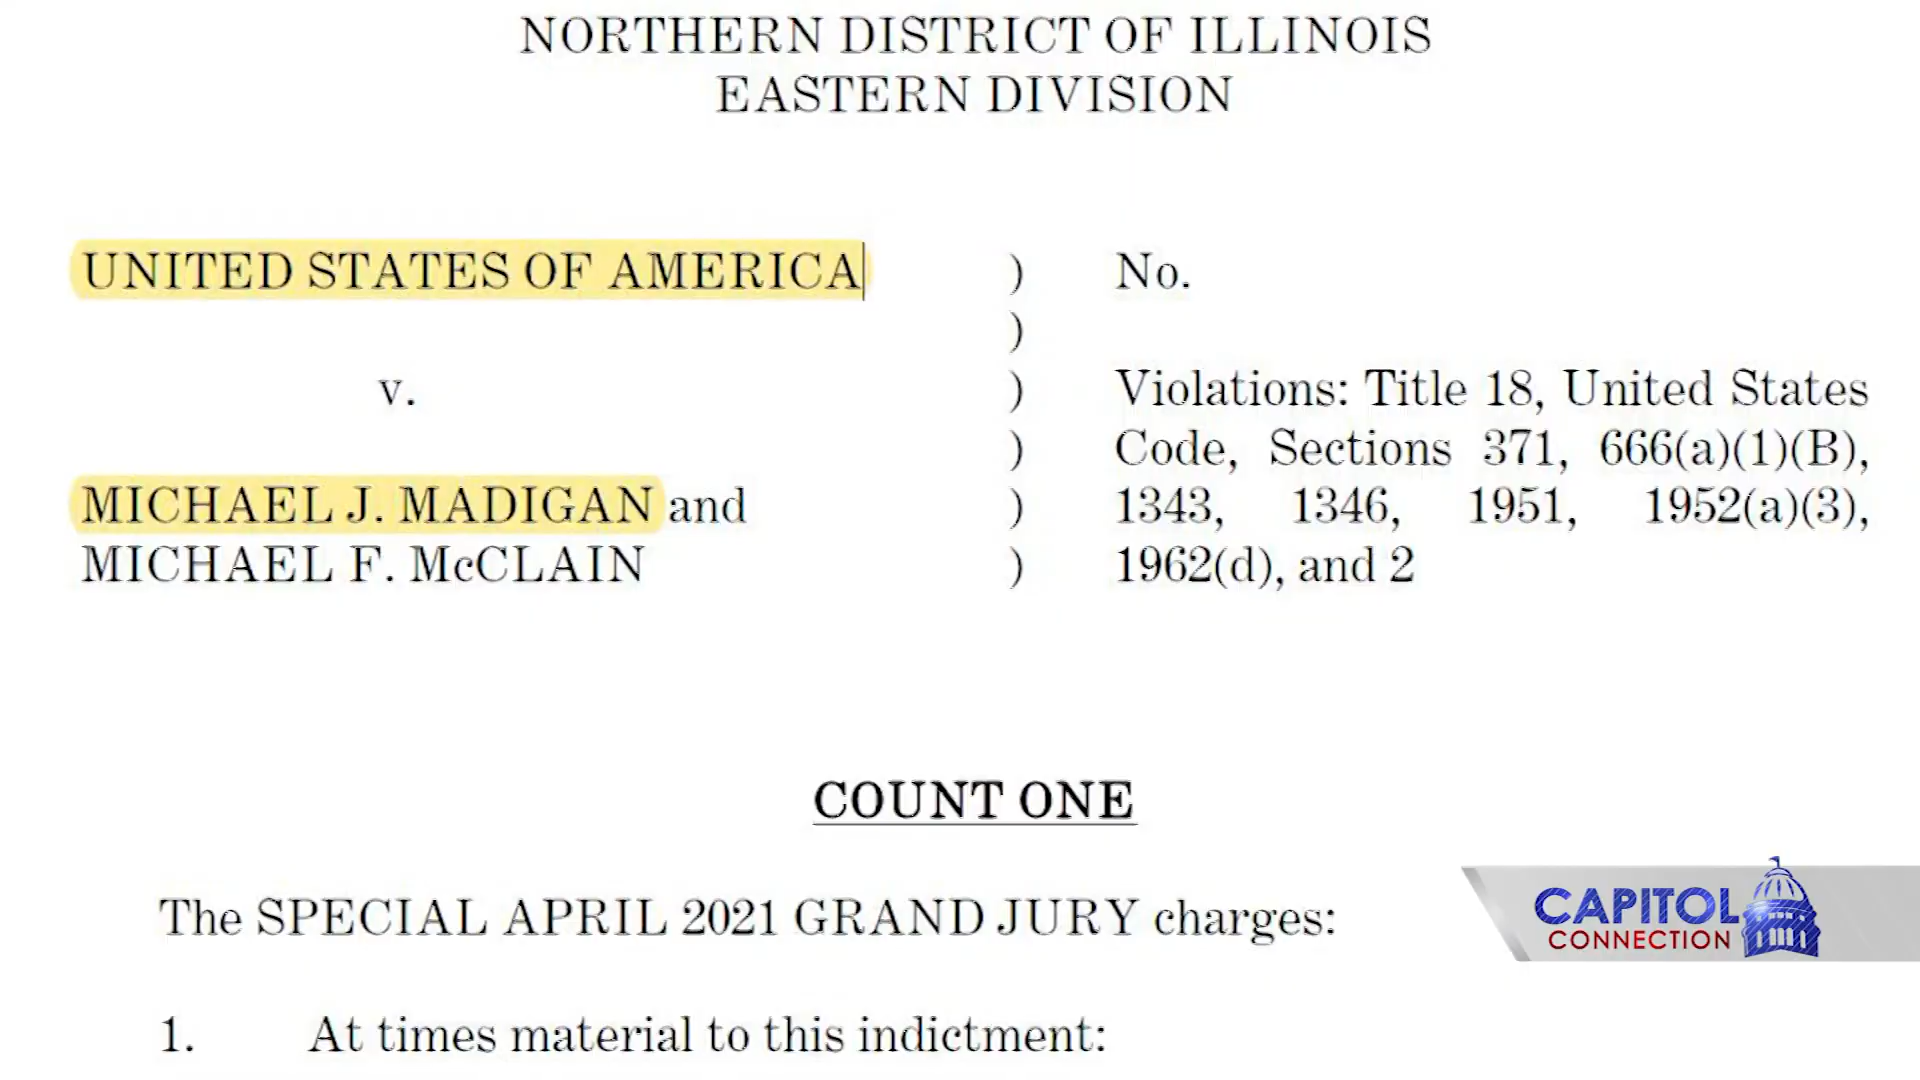 NORTHERN DISTRICT OF ILLINOIS
EASTERN DIVISION
UNITED STATES OF AMERICA ) No.
)
v. ) Violations: Title 18, United States
) Code, Sections 371, 666(a)(1)(B),
MICHAEL J. MADIGAN and ) 1343, 1346, 1951, 1952(a)(3),
MICHAEL F. McCLAIN ) 1962(d), and 2
COUNT ONE
The SPECIAL APRIL 2021 GRAND JURY charges:
CAPITOL
CONNECTION
1. At times material to this indictment: